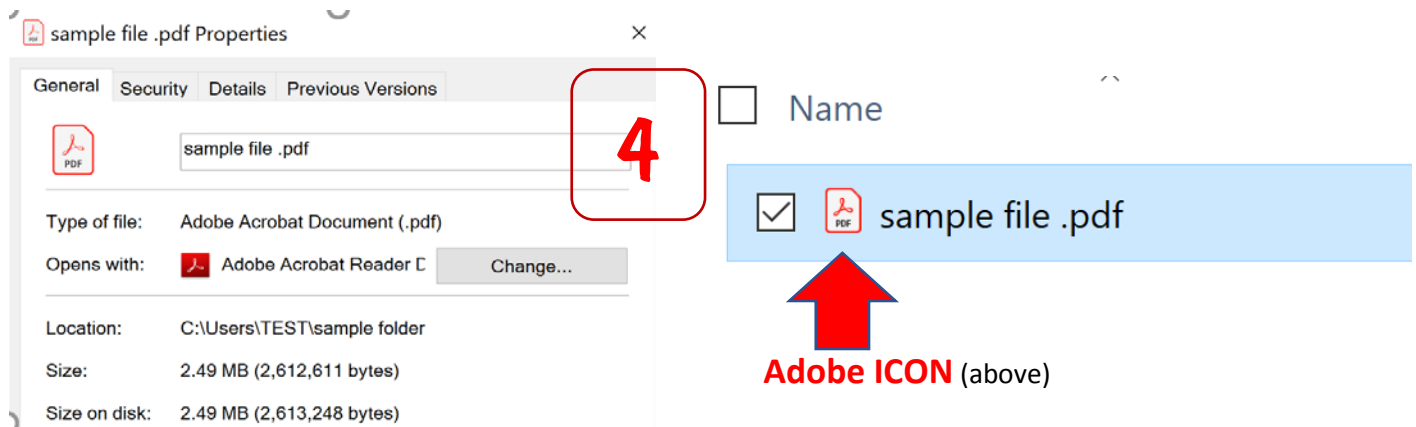 sample file .pdf Properties
General Security Details Previous Versions
PDF
sample file .pdf
4
Type of file: Adobe Acrobat Document (.pdf)
Opens with: Adobe Acrobat Reader D
Change...
Location: C:\Users\TEST\sample folder
Size: 2.49 MB (2,612,611 bytes)
Size on disk: 2.49 MB (2,613,248 bytes)
Name
PDF
sample file .pdf
Adobe ICON (above)